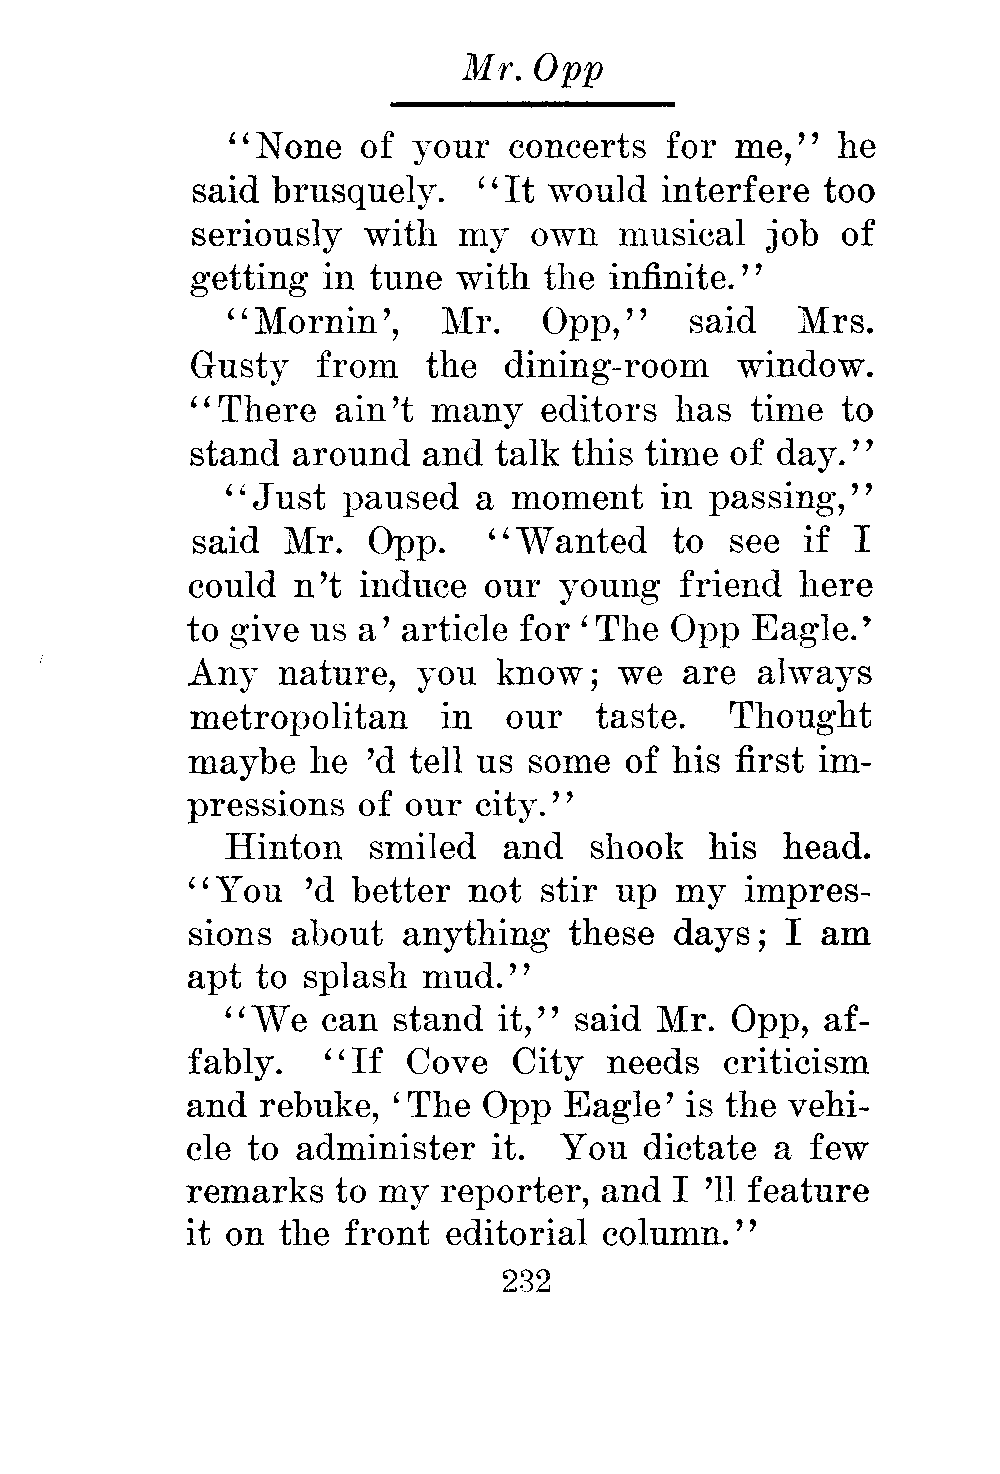 Mr. Opp
“None of your concerts for me,” he
said brusquely. “It would interfere too
seriously with my own musical job of
getting in tune with the infinite.”
“Mornin’, Mr. Opp,” said Mrs.
Gusty from the dining-room window.
“There ain’t many editors has time to
stand around and talk this time of day.”
“Just paused a moment in passing,”
said Mr. Opp. “Wanted to see if I
could n’t induce our young friend here
to give us a’ article for ‘The Opp Eagle.’
Any nature, you know; we are always
metropolitan in our taste. Thought
maybe he ’d tell us some of his first im-
pressions of our city.”
Hinton smiled and shook his head.
“You ’d better not stir up my impres-
sions about anything these days; I am
apt to splash mud.”
“We can stand it,” said Mr. Opp, af-
fably. “If Cove City needs criticism
and rebuke, ‘The Opp Eagle’ is the vehi-
cle to administer it. You dictate a few
remarks to my reporter, and I ’ll feature
it on the front editorial column.”
232